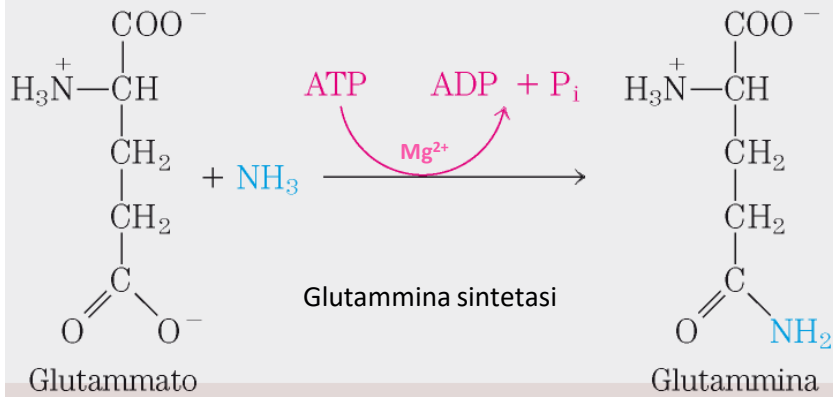 COO⁻
H₃N⁺—CH
CH₂
CH₂
C
O O⁻
Glutammato
+ NH₃
ATP ADP + Pᵢ
Mg²⁺
Glutammina sintetasi
COO⁻
H₃N⁺—CH
CH₂
CH₂
C
O NH₂
Glutammina